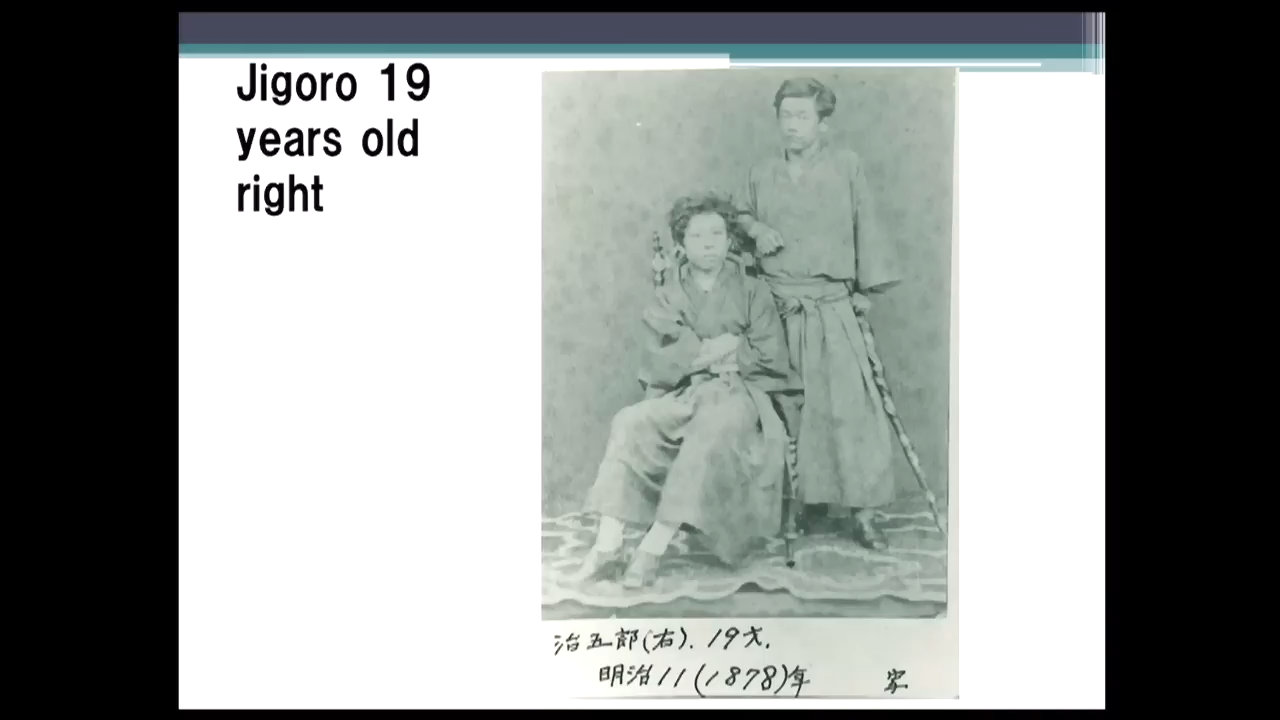 Jigoro 19
years old
right
治五郎(右). 19才.
明治11(1878)年 家